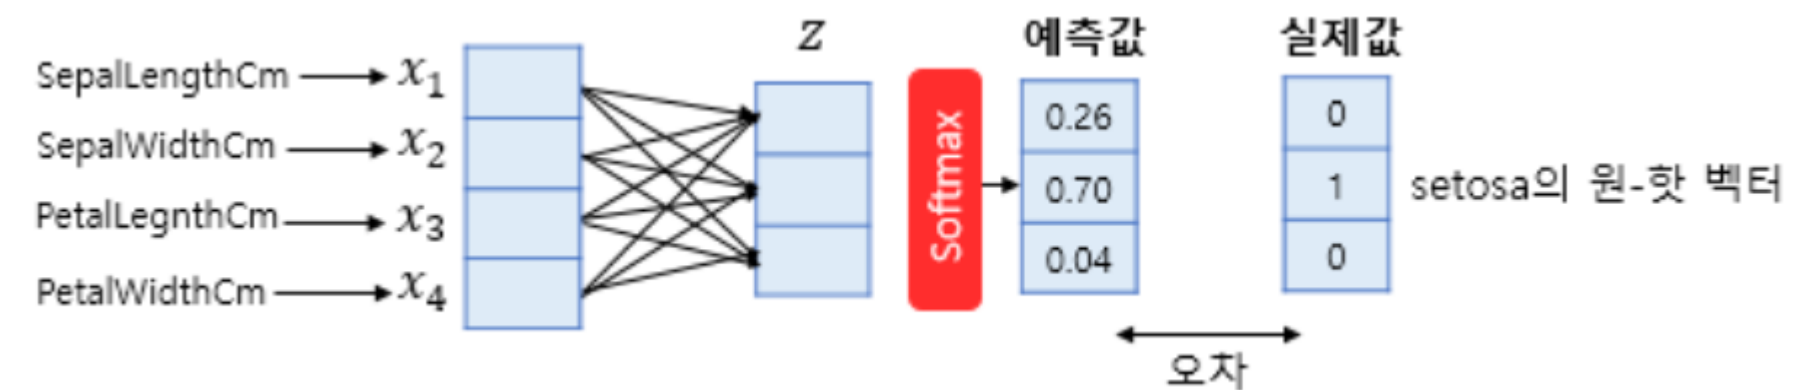 SepalLengthCm x1
SepalWidthCm x2
PetalLegnthCm x3
PetalWidthCm x4
z
Softmax
예측값
0.26
0.70
0.04
실제값
0
1
0
setosa의 원-핫 벡터
오차